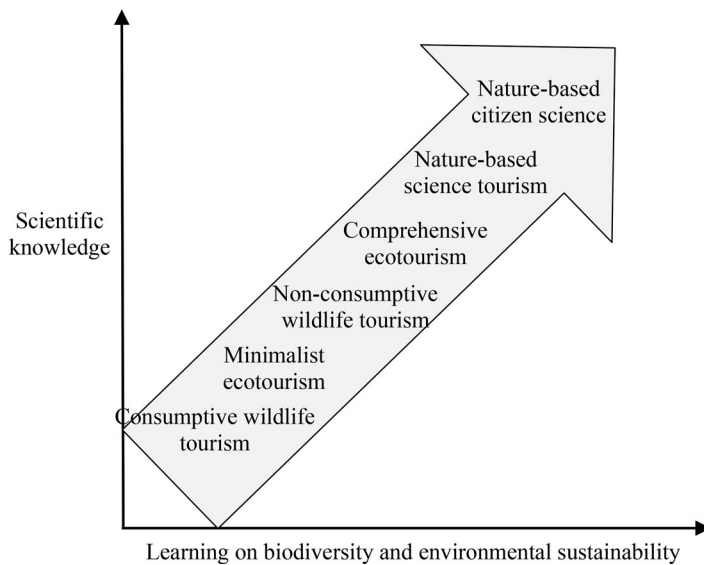 Nature-based
citizen science
Nature-based
science tourism
Scientific
knowledge
Comprehensive
ecotourism
Non-consumptive
wildlife tourism
Minimalist
ecotourism
Consumptive wildlife
tourism
Learning on biodiversity and environmental sustainability